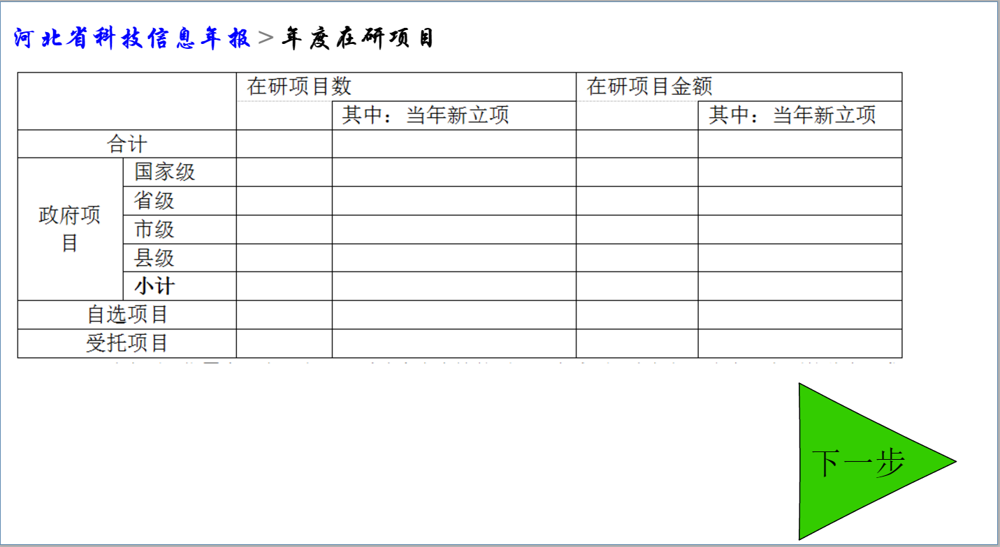 河北省科技信息年报>年度在研项目
在研项目数 在研项目金额
其中：当年新立项 其中：当年新立项
合计
政府项目
国家级
省级
市级
县级
小计
自选项目
受托项目
下一步